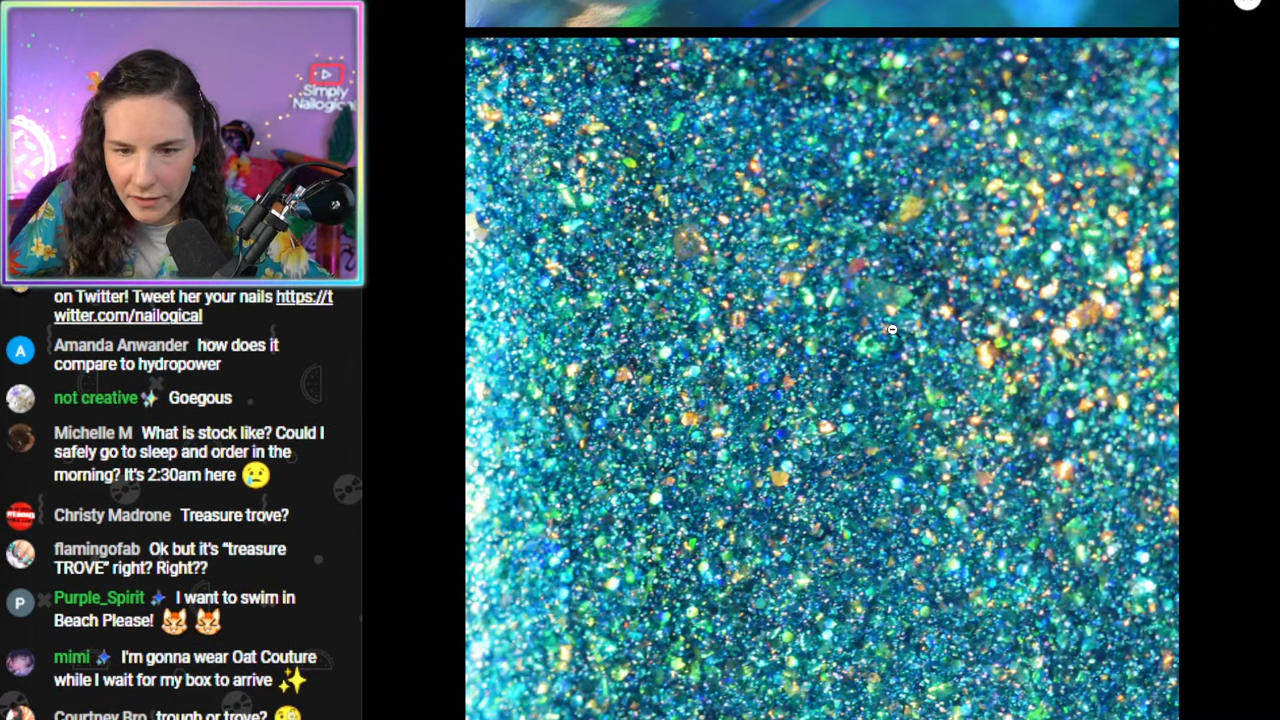 Simply
Nailogical
on Twitter! Tweet her your nails https://t
witter.com/nailogical
A
Amanda Anwander how does it
compare to hydropower
not creative Goegous
Michelle M What is stock like? Could I
safely go to sleep and order in the
morning? It's 2:30am here
Christy Madrone Treasure trove?
flamingofab Ok but it's “treasure
TROVE” right? Right??
P
Purple_Spirit I want to swim in
Beach Please!
mimi I'm gonna wear Oat Couture
while I wait for my box to arrive
Courtney Bro trough or trove?